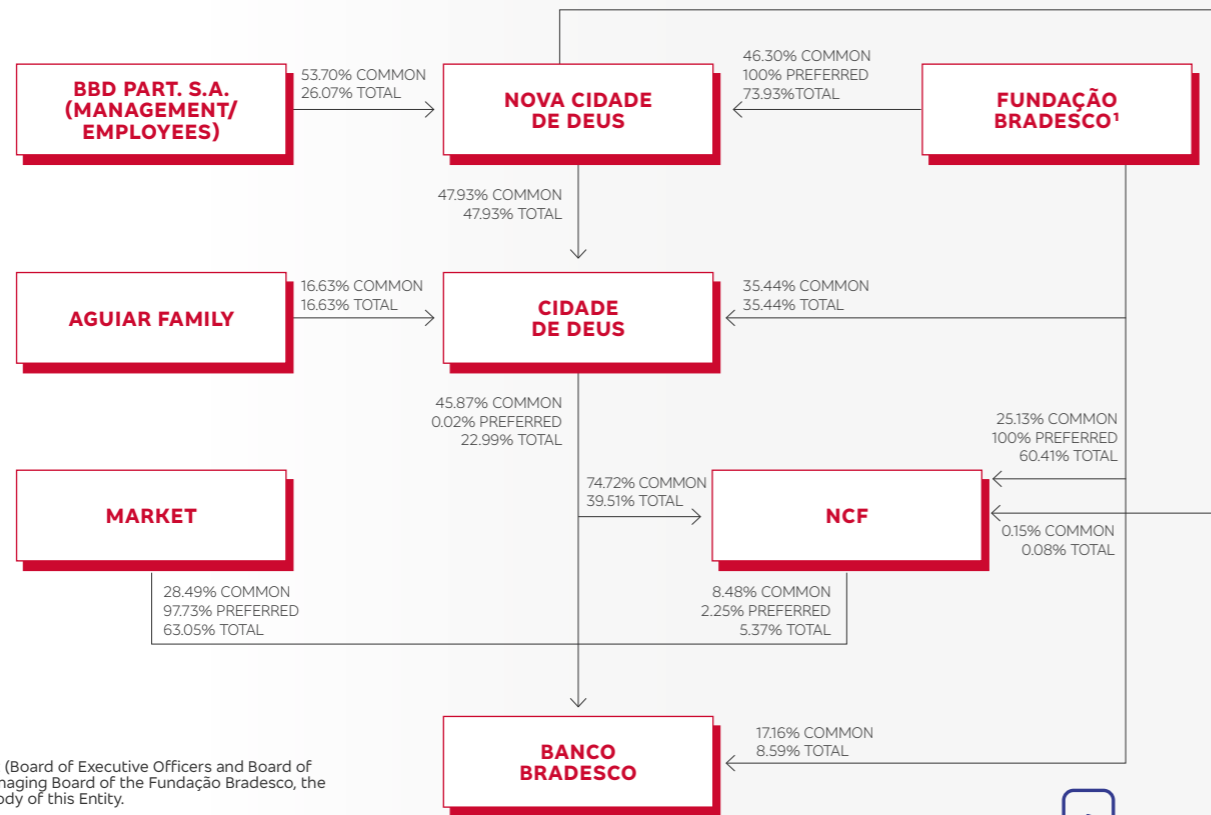 BBD PART. S.A.
(MANAGEMENT/
EMPLOYEES)
53.70% COMMON
26.07% TOTAL
NOVA CIDADE
DE DEUS
46.30% COMMON
100% PREFERRED
73.93%TOTAL
FUNDAÇÃO
BRADESCO¹
47.93% COMMON
47.93% TOTAL
AGUIAR FAMILY
16.63% COMMON
16.63% TOTAL
CIDADE
DE DEUS
35.44% COMMON
35.44% TOTAL
45.87% COMMON
0.02% PREFERRED
22.99% TOTAL
25.13% COMMON
100% PREFERRED
60.41% TOTAL
MARKET
74.72% COMMON
39.51% TOTAL
NCF
0.15% COMMON
0.08% TOTAL
28.49% COMMON
97.73% PREFERRED
63.05% TOTAL
8.48% COMMON
2.25% PREFERRED
5.37% TOTAL
BANCO
BRADESCO
17.16% COMMON
8.59% TOTAL
(Board of Executive Officers and Board of
naging Board of the Fundação Bradesco, the
ody of this Entity.